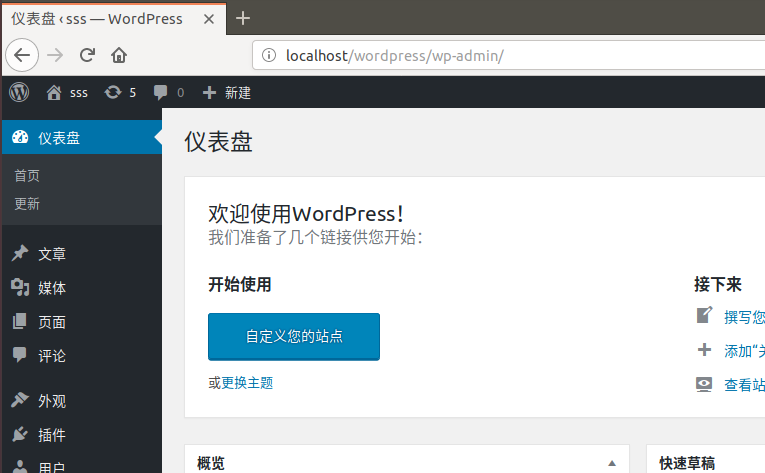 仪表盘 ‹ sss — WordPress
localhost/wordpress/wp-admin/
sss 5 0 新建
仪表盘
首页
更新
文章
媒体
页面
评论
外观
插件
用户
仪表盘
欢迎使用WordPress！
我们准备了几个链接供您开始：
开始使用
自定义您的站点
或更换主题
接下来
撰写您
添加“关
查看站
概览
快速草稿